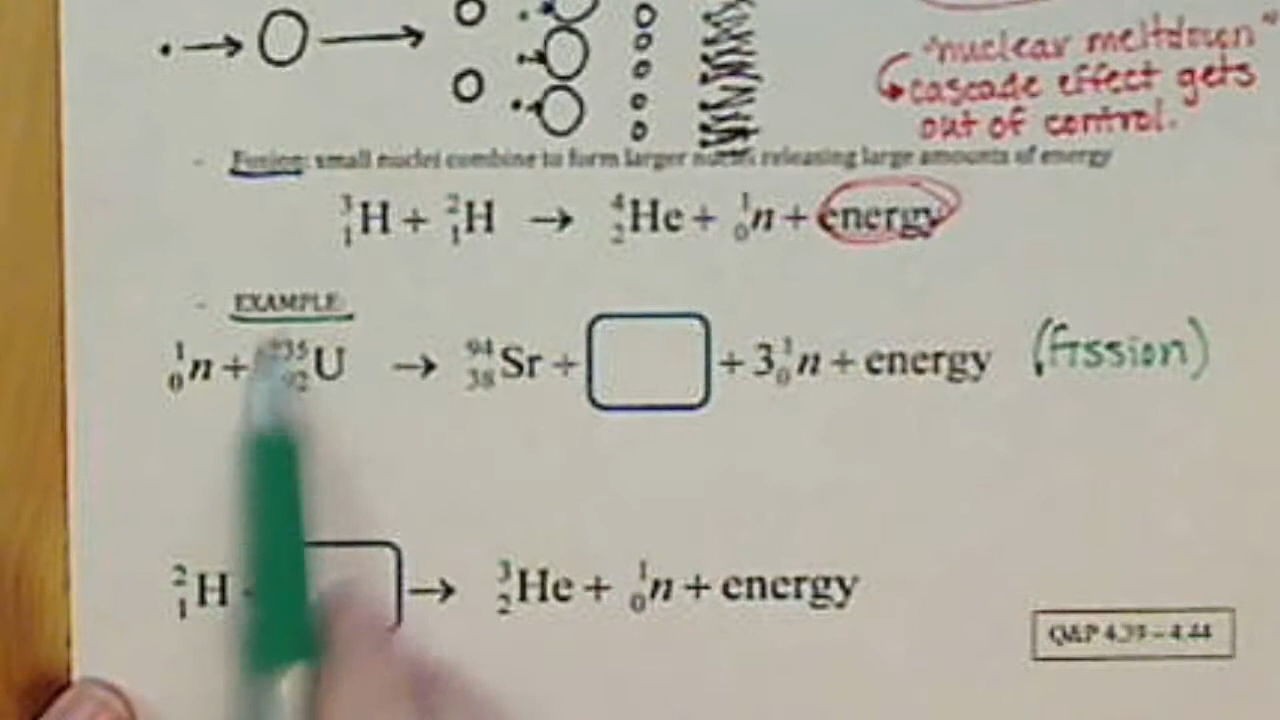 "nuclear meltdown"
cascade effect gets
out of control.
- Fusion: small nuclei combine to form larger nuclei releasing large amounts of energy
³₁H + ²₁H → ⁴₂He + ¹₀n + energy
- EXAMPLE:
¹₀n + ²³⁵₉₂U → ⁹⁴₃₈Sr + + 3¹₀n + energy (fission)
²₁H → ³₂He + ¹₀n + energy
Q&P 4.39 – 4.44